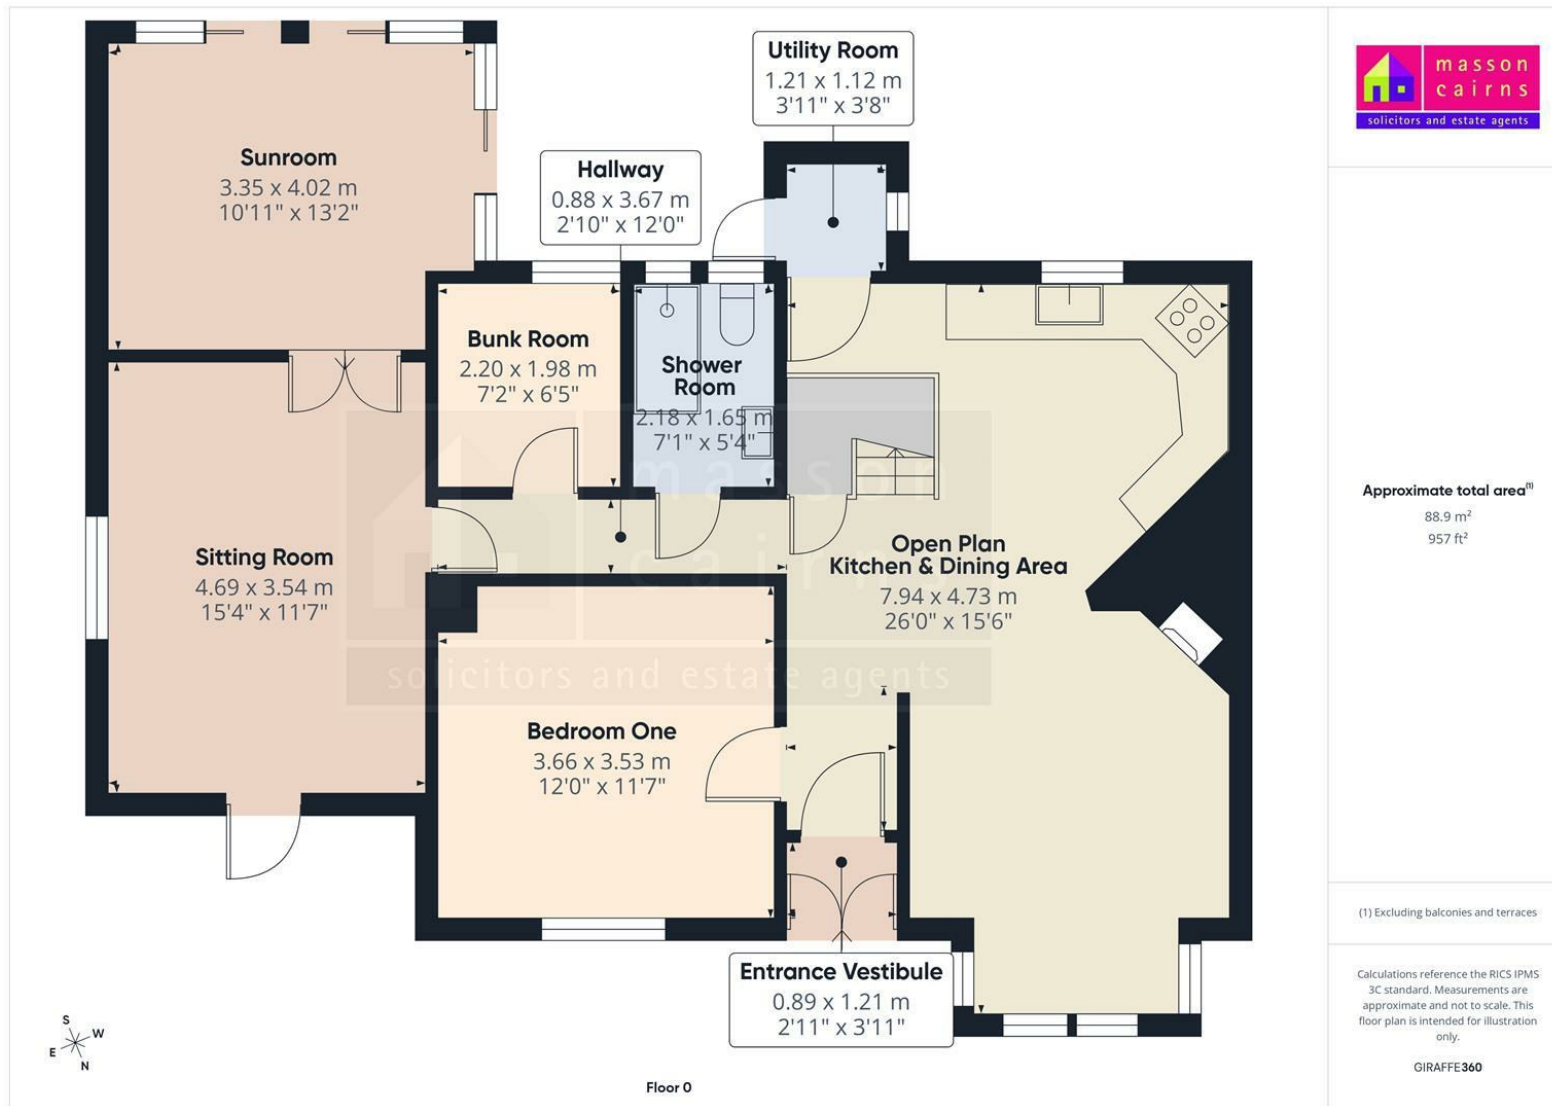 Utility Room
1.21 x 1.12 m
3'11" x 3'8"
Hallway
0.88 x 3.67 m
2'10" x 12'0"
Sunroom
3.35 x 4.02 m
10'11" x 13'2"
Bunk Room
2.20 x 1.98 m
7'2" x 6'5"
Shower
Room
2.18 x 1.65 m
7'1" x 5'4"
Sitting Room
4.69 x 3.54 m
15'4" x 11'7"
Open Plan
Kitchen & Dining Area
7.94 x 4.73 m
26'0" x 15'6"
Bedroom One
3.66 x 3.53 m
12'0" x 11'7"
Entrance Vestibule
0.89 x 1.21 m
2'11" x 3'11"
masson
cairns
solicitors and estate agents
S
W
E
N
Floor 0
masson
cairns
solicitors and estate agents
Approximate total area(1)
88.9 m²
957 ft²
(1) Excluding balconies and terraces
Calculations reference the RICS IPMS
3C standard. Measurements are
approximate and not to scale. This
floor plan is intended for illustration
only.
GIRAFFE360